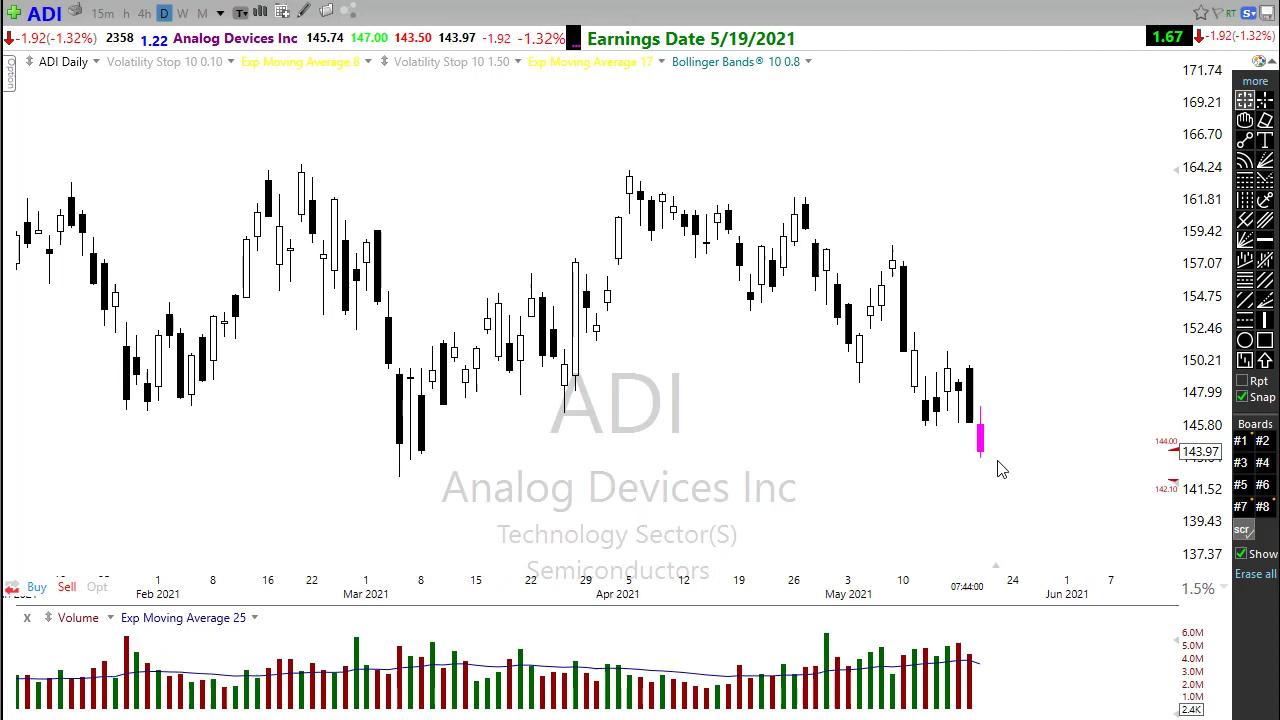 ADI 15m h 4h D W M T RT S
-1.92(-1.32%) 2358 1.22 Analog Devices Inc 145.74 147.00 143.50 143.97 -1.92 -1.32% ... Earnings Date 5/19/2021 1.67 -1.92(-1.32%)
Option
ADI Daily Volatility Stop 10 0.10 Exp Moving Average 8 Volatility Stop 10 1.50 Exp Moving Average 17 Bollinger Bands® 10 0.8
171.74
169.21
166.70
164.24
161.81
159.42
157.07
154.75
152.46
150.21
147.99
145.80
144.00
143.97
141.52
142.10
139.43
137.37
more
T
Rpt
Snap
Boards
#1 #2
#3 #4
#5 #6
#7 #8
scr
Show
Erase all
ADI
Analog Devices Inc
Technology Sector(S)
Semiconductors
Buy Sell Opt
1 8 16 22 1 8 15 22 29 5 12 19 26 3 10 07:44:00 24 1 7
Feb 2021 Mar 2021 Apr 2021 May 2021 Jun 2021
1.5%
X Volume Exp Moving Average 25
6.0M
5.0M
4.0M
3.0M
2.0M
1.0M
2.4K